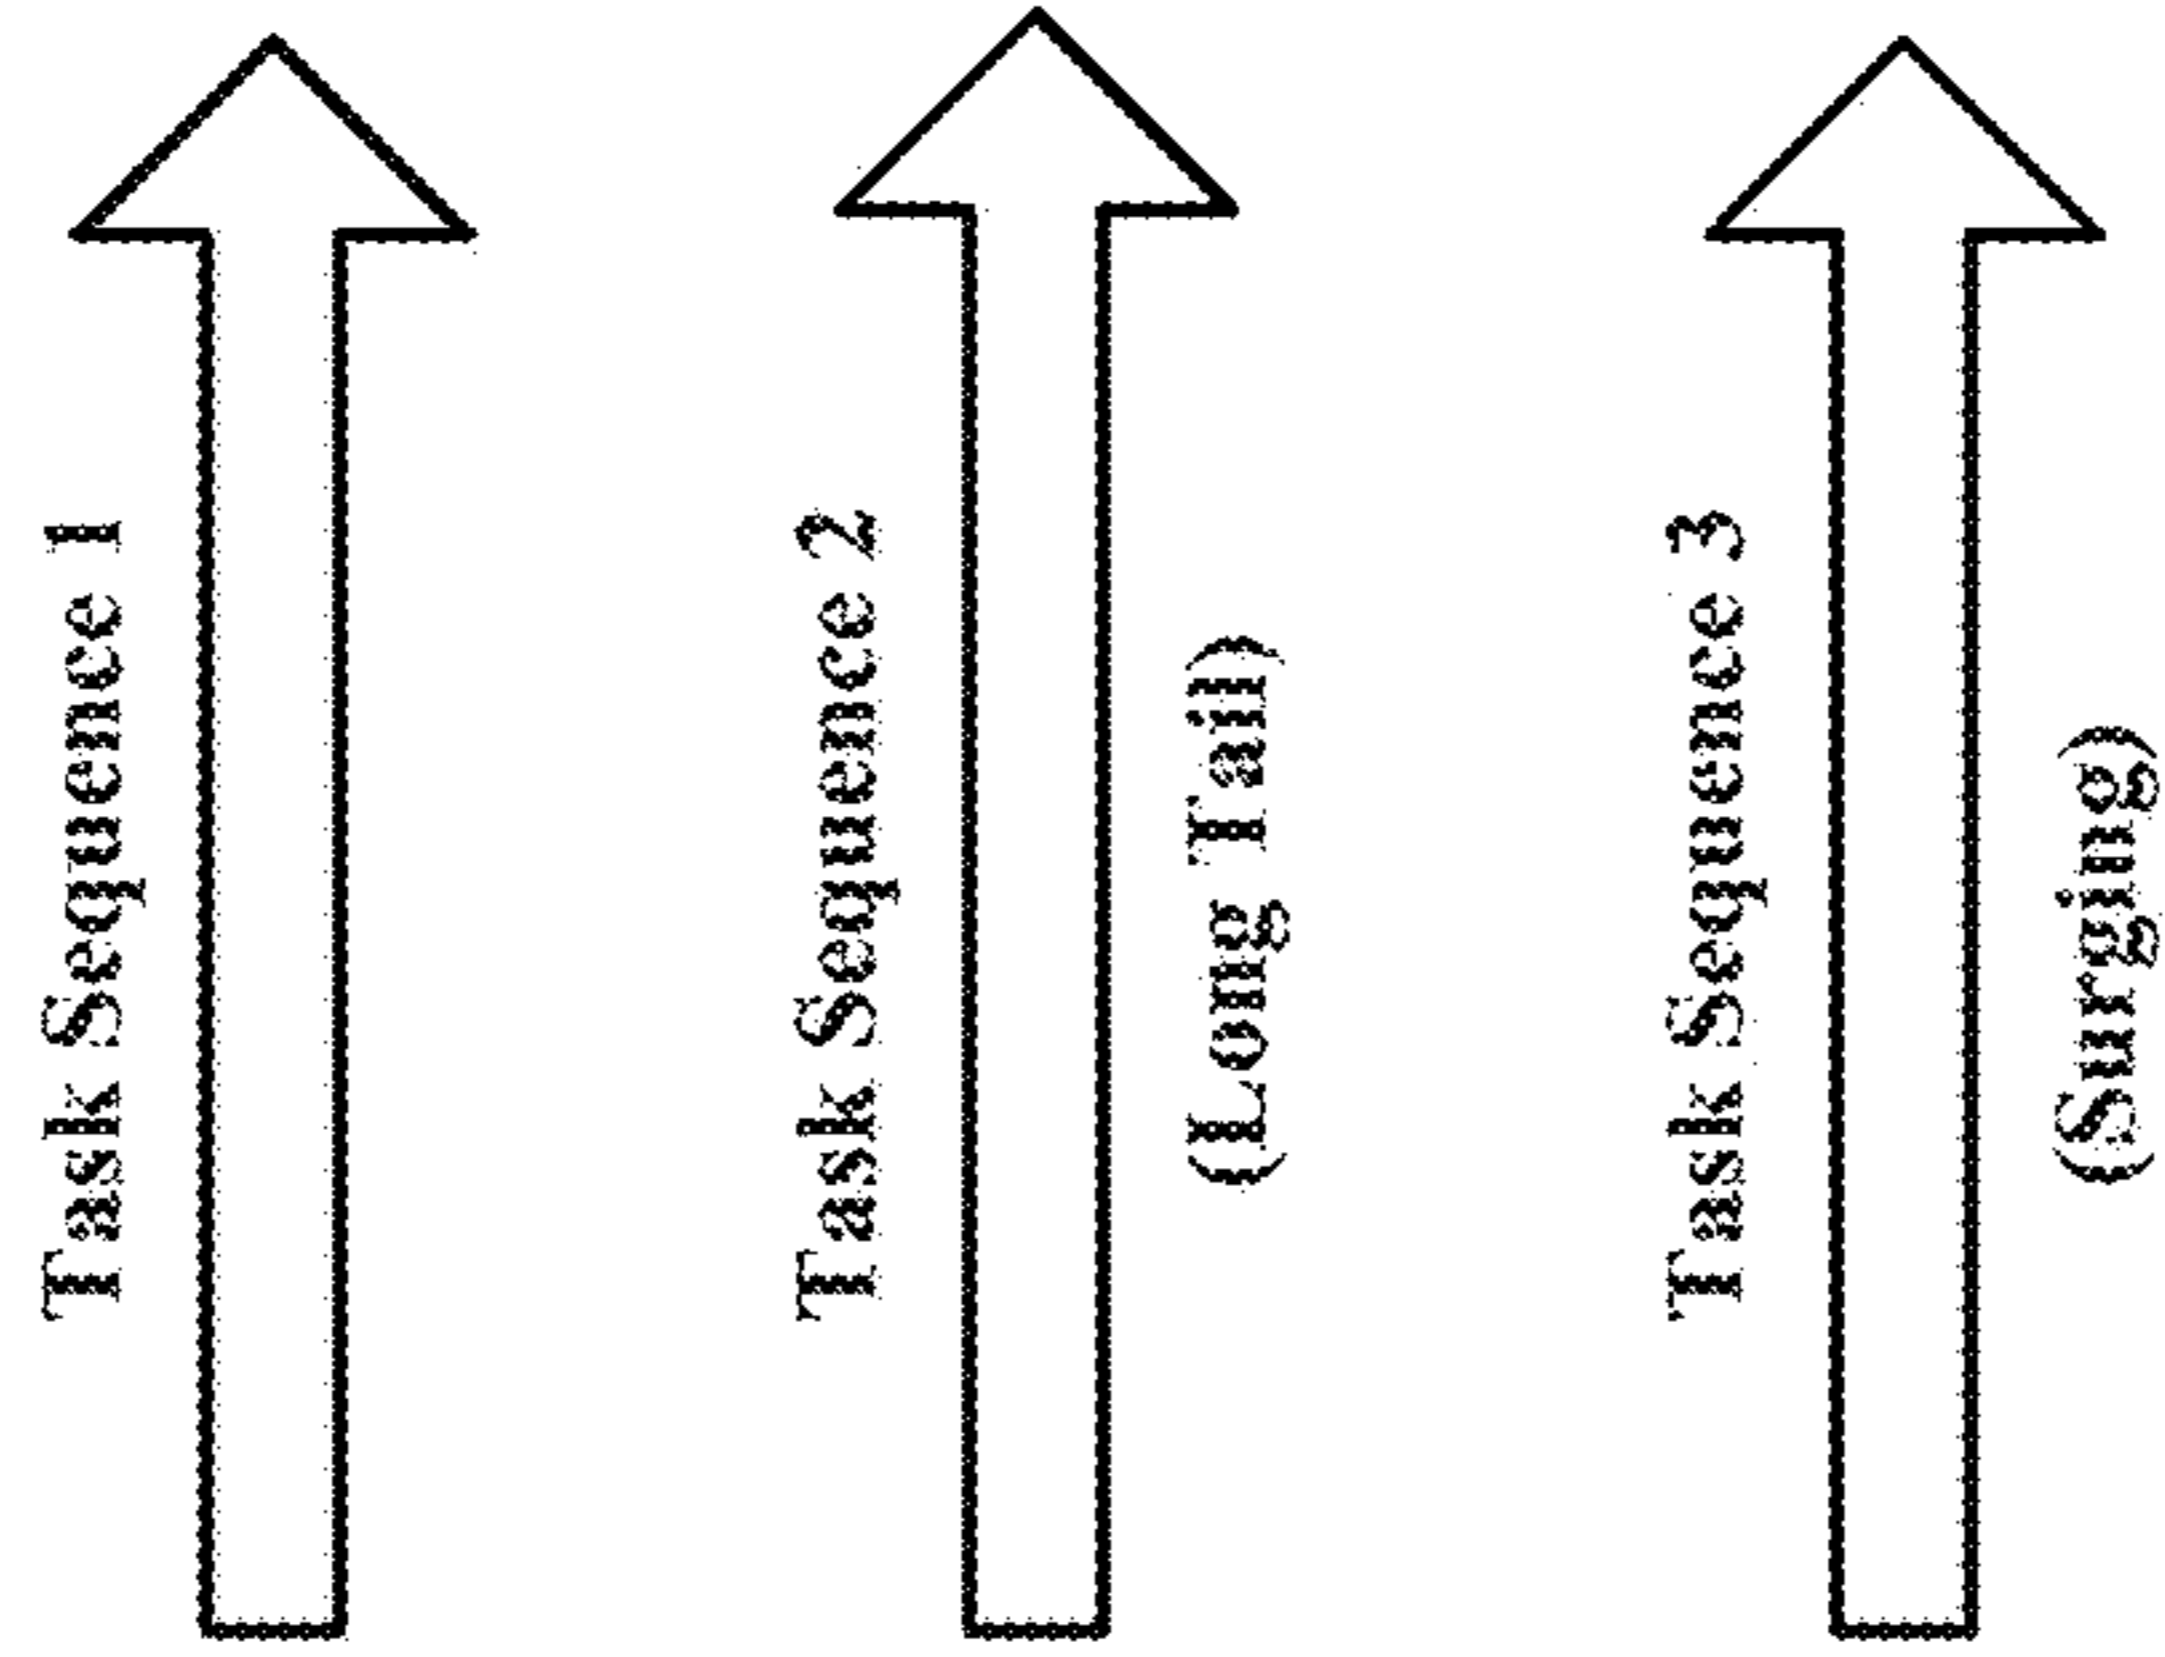 Task Sequence 1
Task Sequence 2
(Long Tail)
Task Sequence 3
(Surging)